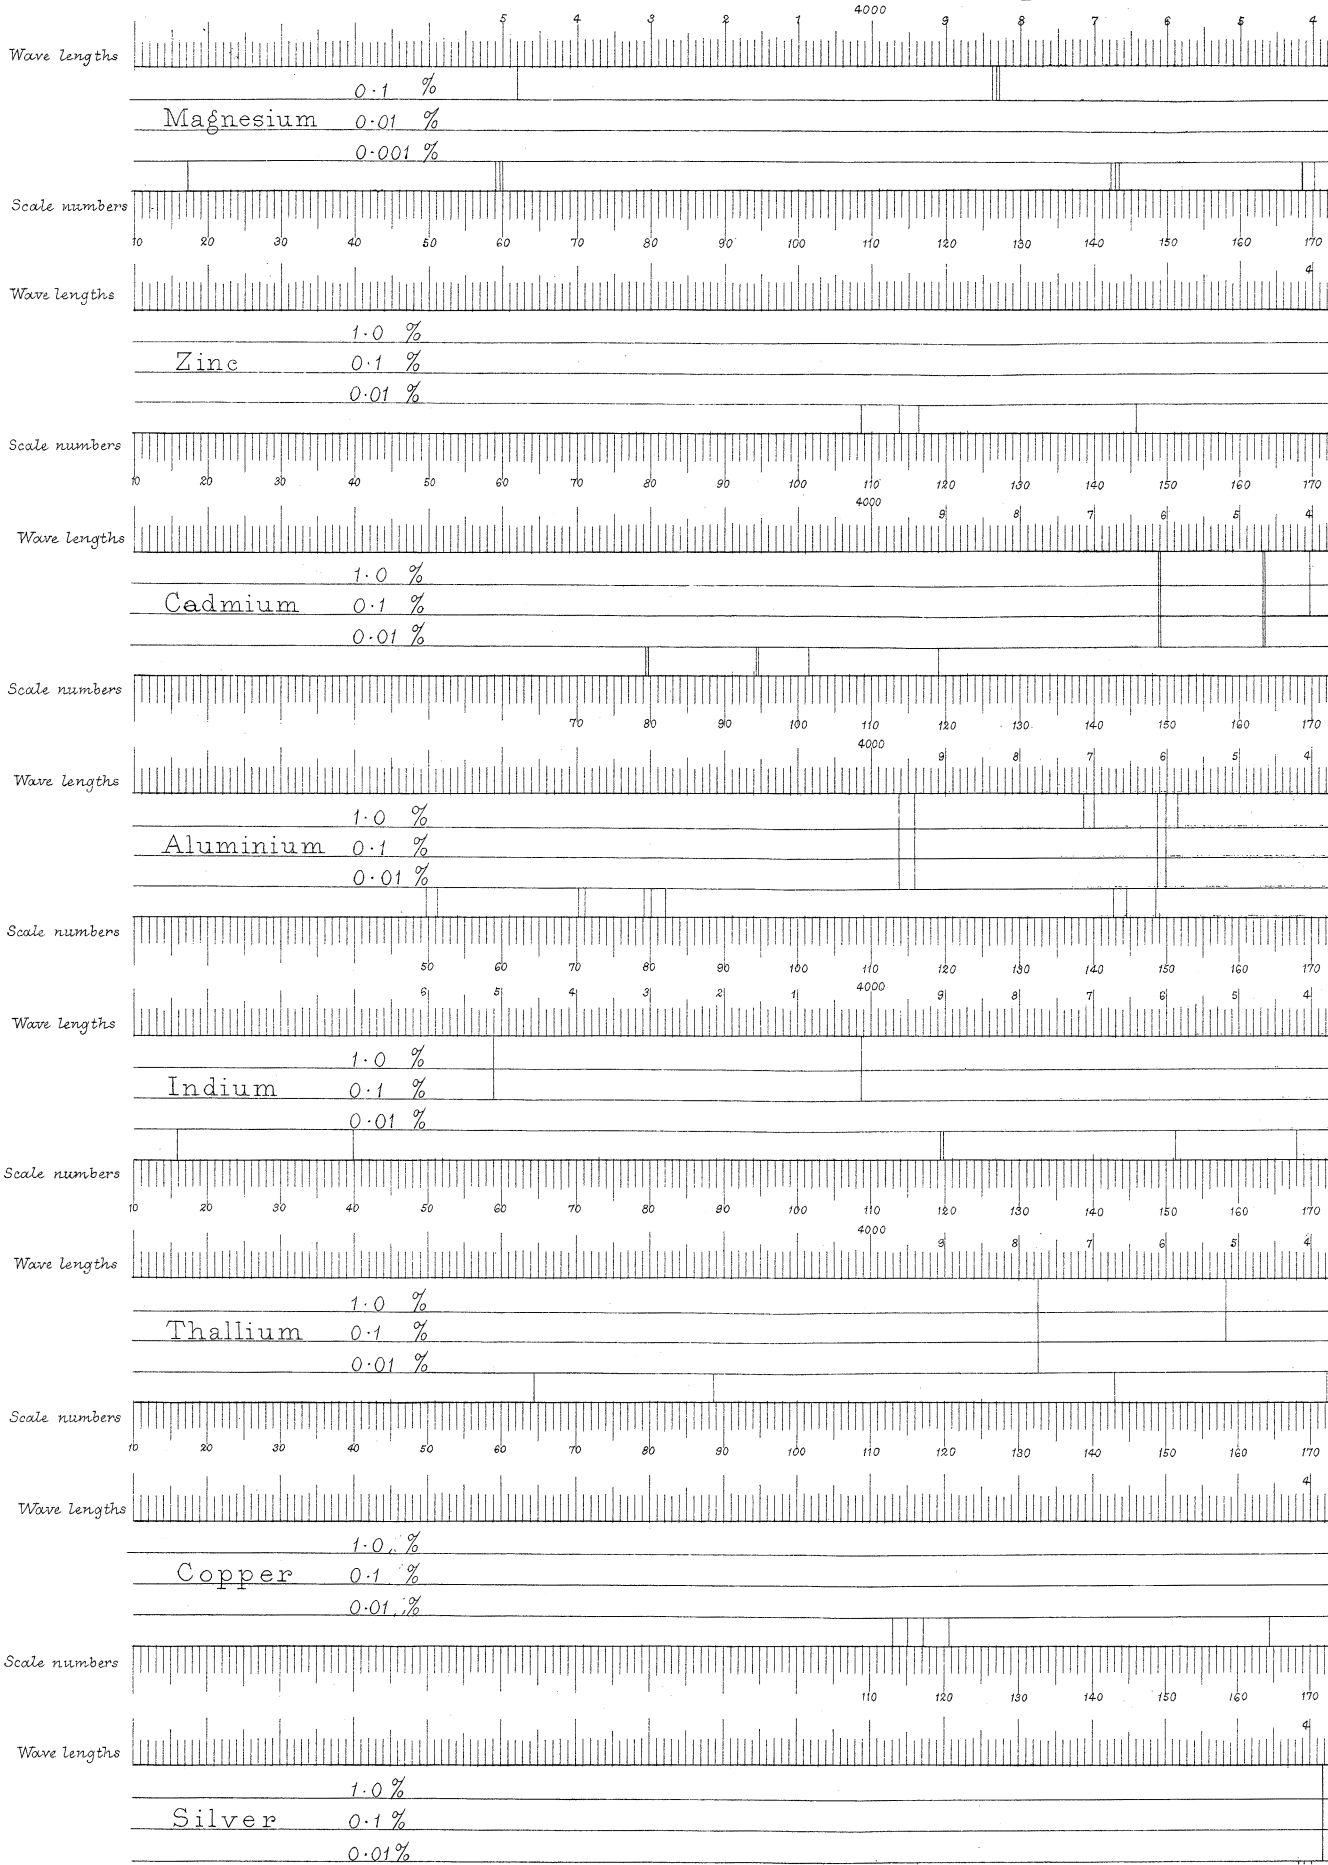 4000
5 4 3 2 1 9 8 7 6 5 4
Wave lengths
0·1 %
Magnesium 0·01 %
0·001 %
Scale numbers
10 20 30 40 50 60 70 80 90 100 110 120 130 140 150 160 170
4
Wave lengths
1·0 %
Zinc 0·1 %
0·01 %
Scale numbers
10 20 30 40 50 60 70 80 90 100 110 120 130 140 150 160 170
4000 9 8 7 6 5 4
Wave lengths
1·0 %
Cadmium 0·1 %
0·01 %
Scale numbers
70 80 90 100 110 120 130 140 150 160 170
4000 9 8 7 6 5 4
Wave lengths
1·0 %
Aluminium 0·1 %
0·01 %
Scale numbers
50 60 70 80 90 100 110 120 130 140 150 160 170
6 5 4 3 2 1 4000 9 8 7 6 5 4
Wave lengths
1·0 %
Indium 0·1 %
0·01 %
Scale numbers
10 20 30 40 50 60 70 80 90 100 110 120 130 140 150 160 170
4000 9 8 7 6 5 4
Wave lengths
1·0 %
Thallium 0·1 %
0·01 %
Scale numbers
10 20 30 40 50 60 70 80 90 100 110 120 130 140 150 160 170
4
Wave lengths
1·0 %
Copper 0·1 %
0·01 %
Scale numbers
110 120 130 140 150 160 170
4
Wave lengths
1·0 %
Silver 0·1 %
0·01 %